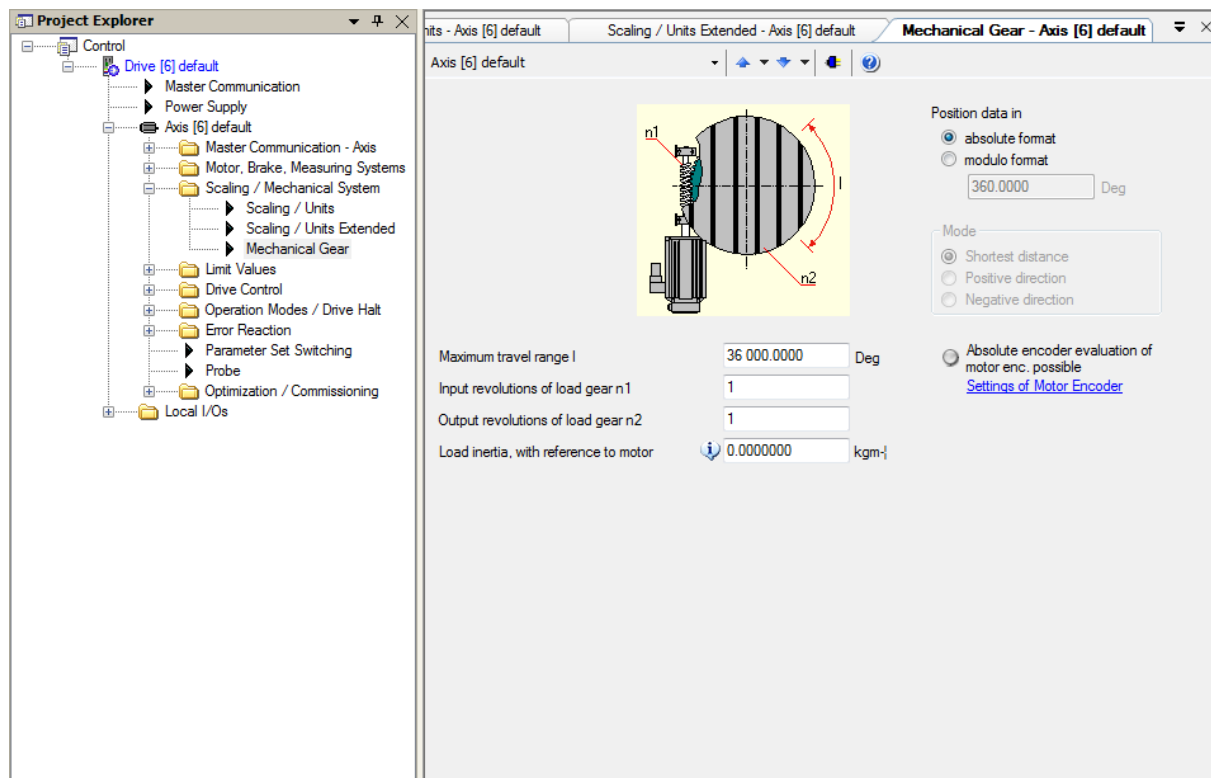 Project Explorer
Control
Drive [6] default
Master Communication
Power Supply
Axis [6] default
Master Communication - Axis
Motor, Brake, Measuring Systems
Scaling / Mechanical System
Scaling / Units
Scaling / Units Extended
Mechanical Gear
Limit Values
Drive Control
Operation Modes / Drive Halt
Error Reaction
Parameter Set Switching
Probe
Optimization / Commissioning
Local I/Os
nits - Axis [6] default Scaling / Units Extended - Axis [6] default Mechanical Gear - Axis [6] default
Axis [6] default
n1
l
n2
Position data in
absolute format
modulo format
360.0000 Deg
Mode
Shortest distance
Positive direction
Negative direction
Maximum travel range l 36 000.0000 Deg
Input revolutions of load gear n1 1
Output revolutions of load gear n2 1
Load inertia, with reference to motor 0.0000000 kgm-¦
Absolute encoder evaluation of
motor enc. possible
Settings of Motor Encoder